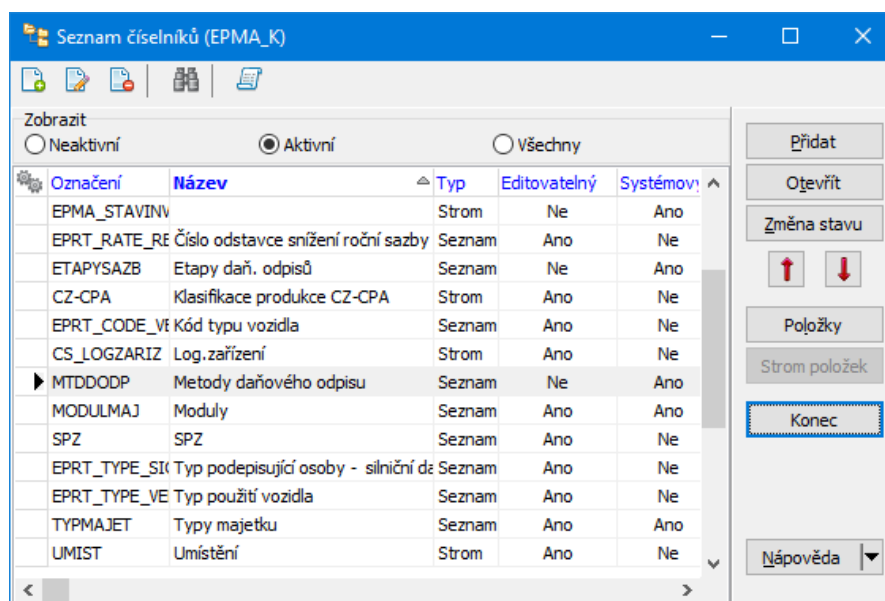 Seznam číselníků (EPMA_K)
Zobrazit
Neaktivní Aktivní Všechny
Označení Název Typ Editovatelný Systémový
EPMA_STAVINV Strom Ne Ano
EPRT_RATE_RE Číslo odstavce snížení roční sazby Seznam Ano Ne
ETAPYSAZB Etapy daň. odpisů Seznam Ne Ano
CZ-CPA Klasifikace produkce CZ-CPA Strom Ano Ne
EPRT_CODE_VE Kód typu vozidla Seznam Ano Ne
CS_LOGZARIZ Log.zařízení Strom Ano Ne
MTDDODP Metody daňového odpisu Seznam Ne Ano
MODULMAJ Moduly Seznam Ano Ano
SPZ SPZ Seznam Ano Ne
EPRT_TYPE_SIG Typ podepisující osoby - silniční da Seznam Ano Ne
EPRT_TYPE_VE Typ použití vozidla Seznam Ano Ne
TYPMAJET Typy majetku Seznam Ano Ano
UMIST Umístění Strom Ano Ne
Přidat
Otevřít
Změna stavu
Položky
Strom položek
Konec
Nápověda